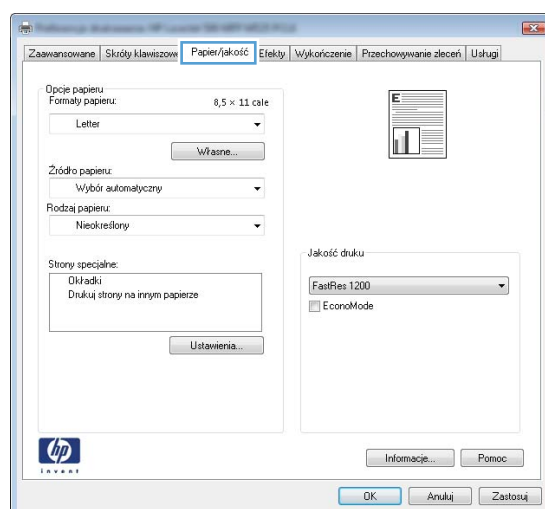 Zaawansowane Skróty klawiszowe Papier/jakość Efekty Wykończenie Przechowywanie zleceń Usługi
Opcje papieru
Formaty papieru: 8,5 × 11 cale
Letter
Własne...
Źródło papieru:
Wybór automatyczny
Rodzaj papieru:
Nieokreślony
Strony specjalne:
Okładki
Drukuj strony na innym papierze
Ustawienia...
E
Jakość druku
FastRes 1200
EconoMode
hp
invent
Informacje... Pomoc
OK Anuluj Zastosuj